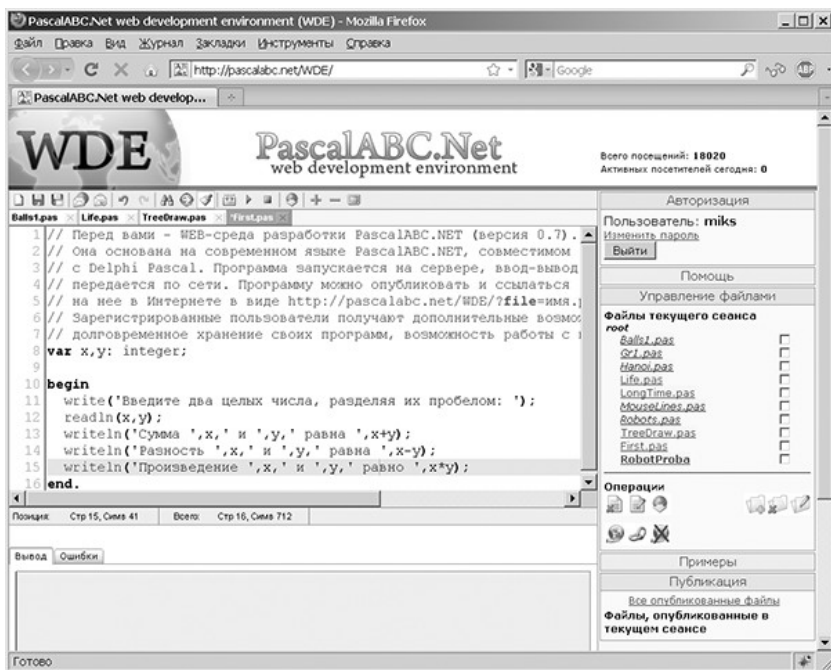 PascalABC.Net web development environment (WDE) - Mozilla Firefox
Файл Правка Вид Журнал Закладки Инструменты Справка
http://pascalabc.net/WDE/
Google
PascalABC.Net web develop...
WDE
PascalABC.Net
web development environment
Всего посещений: 18020
Активных посетителей сегодня: 0
Balls1.pas Life.pas TreeDraw.pas *First.pas
1 // Перед вами - WEB-среда разработки PascalABC.NET (версия 0.7).
2 // Она основана на современном языке PascalABC.NET, совместимом
3 // с Delphi Pascal. Программа запускается на сервере, ввод-вывод
4 // передается по сети. Программу можно опубликовать и ссылаться
5 // на нее в Интернете в виде http://pascalabc.net/WDE/?file=имя.
6 // Зарегистрированные пользователи получают дополнительные возмо
7 // долговременное хранение своих программ, возможность работы с
8 var x,y: integer;
9
10 begin
11 write('Введите два целых числа, разделяя их пробелом: ');
12 readln(x,y);
13 writeln('Сумма ',x,' и ',y,' равна ',x+y);
14 writeln('Разность ',x,' и ',y,' равна ',x-y);
15 writeln('Произведение ',x,' и ',y,' равно ',x*y);
16 end.
Позиция: Стр 15, Симв 41 Всего: Стр 16, Симв 712
Вывод Ошибки
Авторизация
Пользователь: miks
Изменить пароль
Выйти
Помощь
Управление файлами
Файлы текущего сеанса
root
Balls1.pas
Gr1.pas
Hanoi.pas
Life.pas
LongTime.pas
MouseLines.pas
Robots.pas
TreeDraw.pas
First.pas
RobotProba
Операции
Примеры
Публикация
Все опубликованные файлы
Файлы, опубликованные в
текущем сеансе
Готово